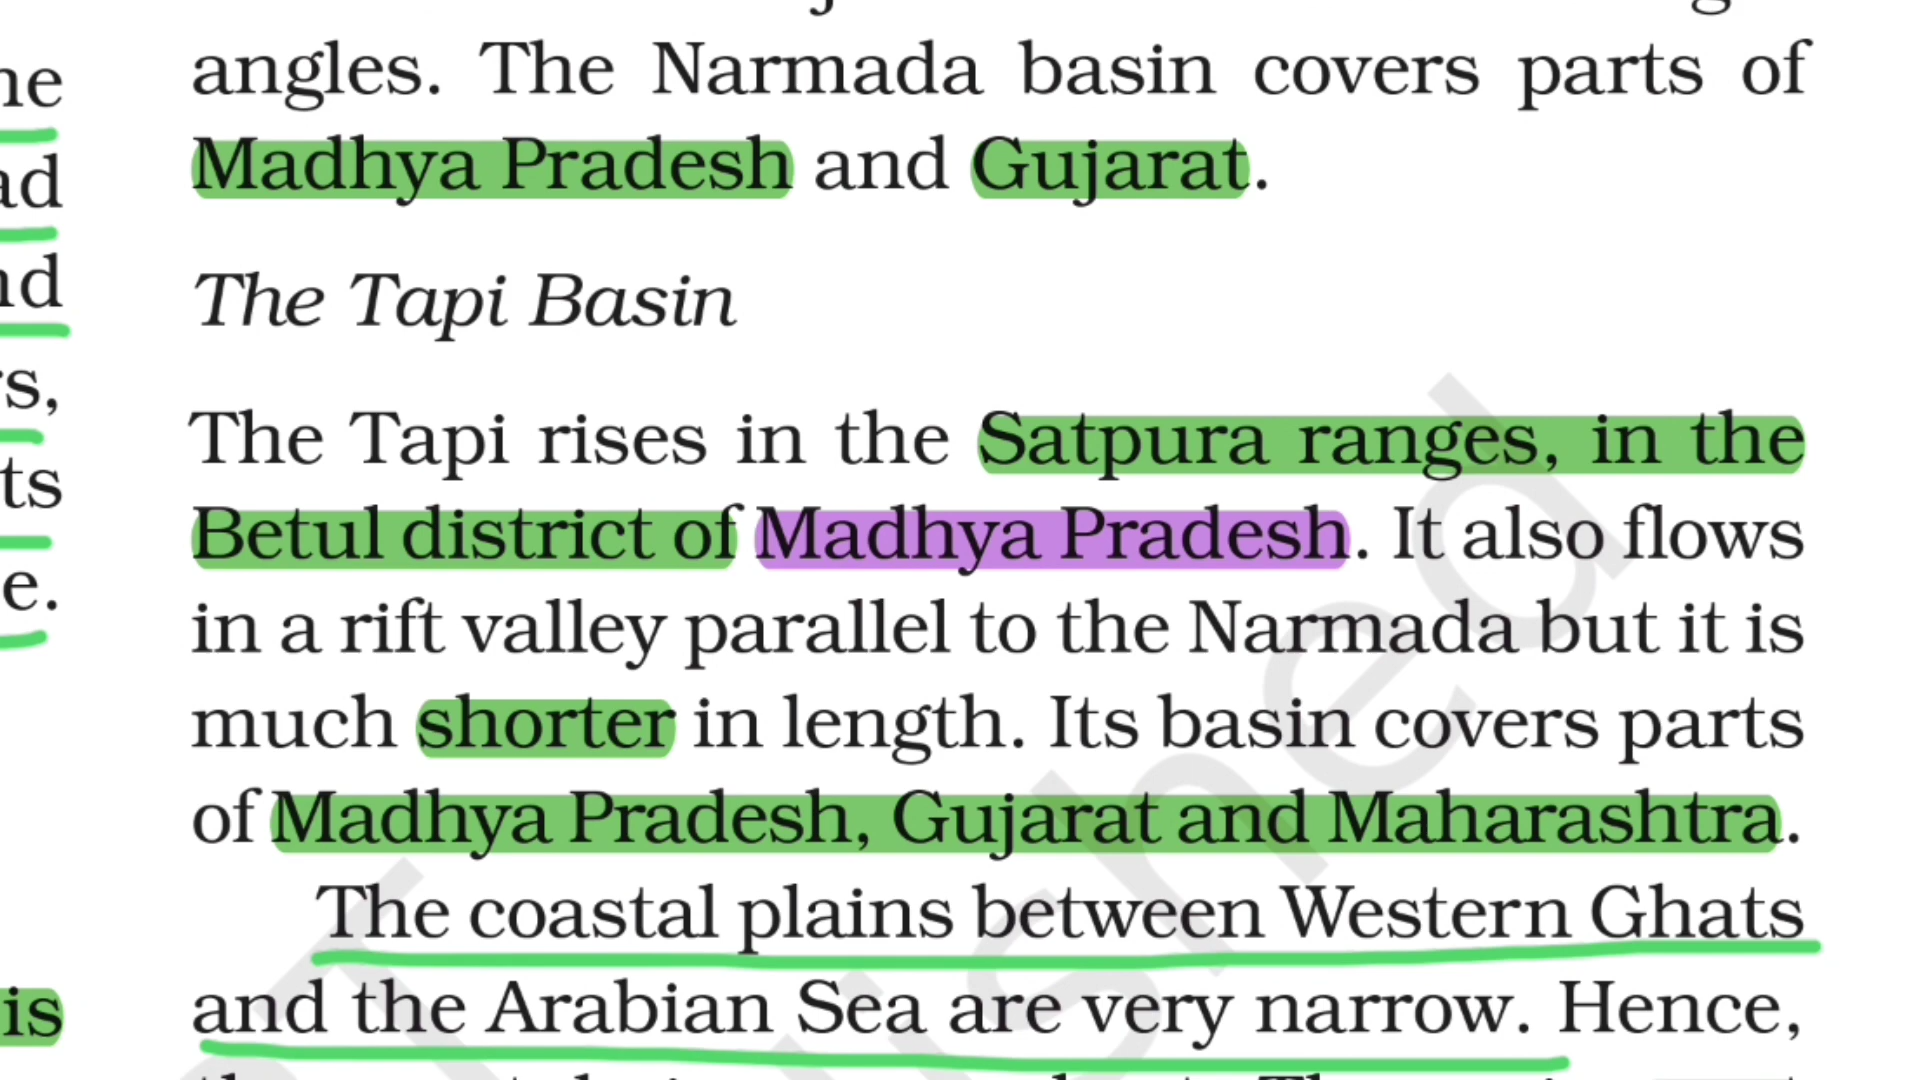 angles. The Narmada basin covers parts of
Madhya Pradesh and Gujarat.
The Tapi Basin
The Tapi rises in the Satpura ranges, in the
Betul district of Madhya Pradesh. It also flows
in a rift valley parallel to the Narmada but it is
much shorter in length. Its basin covers parts
of Madhya Pradesh, Gujarat and Maharashtra.
The coastal plains between Western Ghats
and the Arabian Sea are very narrow. Hence,
is